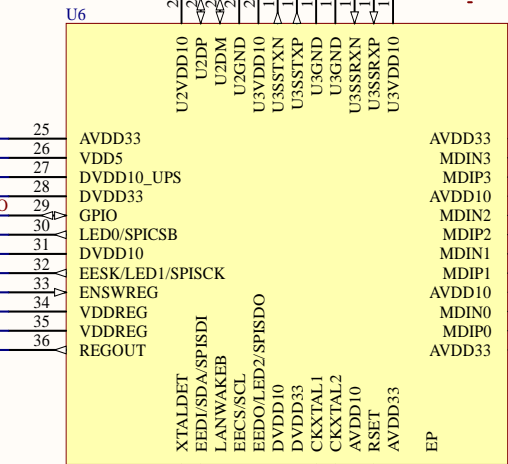 U6
U2VDD10
U2DP
U2DM
U2GND
U3VDD10
U3SSTXN
U3SSTXP
U3GND
U3GND
U3SSRXN
U3SSRXP
U3VDD10
25 AVDD33
26 VDD5
27 DVDD10_UPS
28 DVDD33
29 GPIO
30 LED0/SPICSB
31 DVDD10
32 EESK/LED1/SPISCK
33 ENSWREG
34 VDDREG
35 VDDREG
36 REGOUT
AVDD33
MDIN3
MDIP3
AVDD10
MDIN2
MDIP2
MDIN1
MDIP1
AVDD10
MDIN0
MDIP0
AVDD33
XTALDET
EEDI/SDA/SPISDI
LANWAKEB
EECS/SCL
EEDO/LED2/SPISDO
DVDD10
DVDD33
CKXTAL1
CKXTAL2
AVDD10
RSET
AVDD33
EP